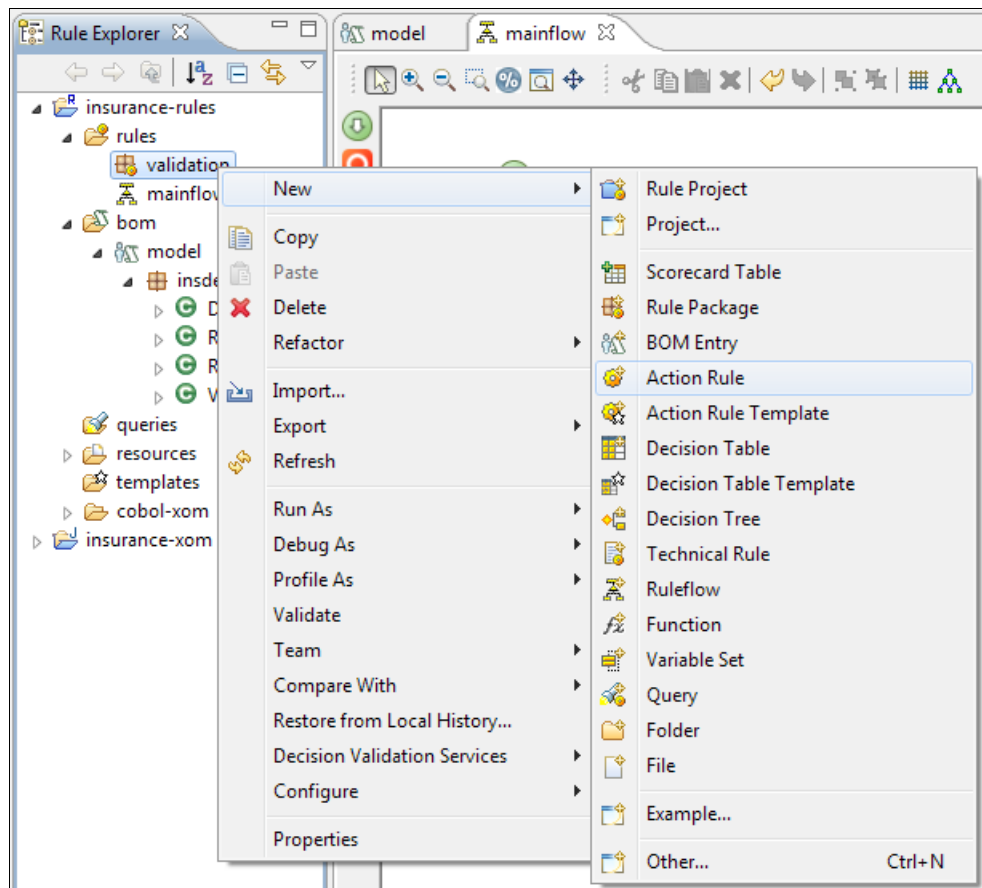 Rule Explorer
model
mainflow
insurance-rules
rules
validation
mainflow
bom
model
insde
D
R
R
V
queries
resources
templates
cobol-xom
insurance-xom
New
Copy
Paste
Delete
Refactor
Import...
Export
Refresh
Run As
Debug As
Profile As
Validate
Team
Compare With
Restore from Local History...
Decision Validation Services
Configure
Properties
Rule Project
Project...
Scorecard Table
Rule Package
BOM Entry
Action Rule
Action Rule Template
Decision Table
Decision Table Template
Decision Tree
Technical Rule
Ruleflow
Function
Variable Set
Query
Folder
File
Example...
Other... Ctrl+N